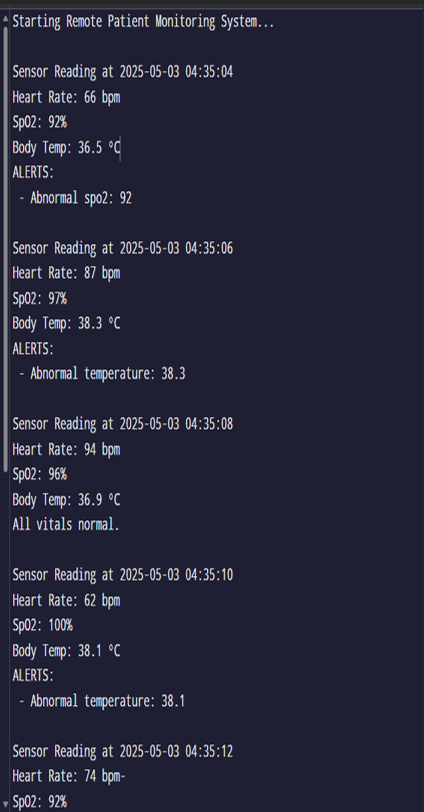 Starting Remote Patient Monitoring System...
Sensor Reading at 2025-05-03 04:35:04
Heart Rate: 66 bpm
SpO2: 92%
Body Temp: 36.5 ºC
ALERTS:
- Abnormal spo2: 92
Sensor Reading at 2025-05-03 04:35:06
Heart Rate: 87 bpm
SpO2: 97%
Body Temp: 38.3 ºC
ALERTS:
- Abnormal temperature: 38.3
Sensor Reading at 2025-05-03 04:35:08
Heart Rate: 94 bpm
SpO2: 96%
Body Temp: 36.9 ºC
All vitals normal.
Sensor Reading at 2025-05-03 04:35:10
Heart Rate: 62 bpm
SpO2: 100%
Body Temp: 38.1 ºC
ALERTS:
- Abnormal temperature: 38.1
Sensor Reading at 2025-05-03 04:35:12
Heart Rate: 74 bpm-
SpO2: 92%